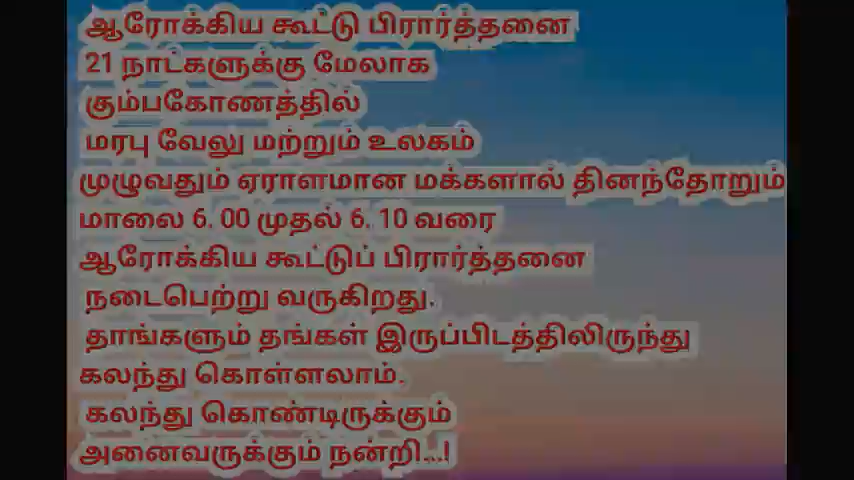 ஆரோக்கிய கூட்டு பிரார்த்தனை
21 நாட்களுக்கு மேலாக
கும்பகோணத்தில்
மரபு வேலு மற்றும் உலகம்
முழுவதும் ஏராளமான மக்களால் தினந்தோறும்
மாலை 6. 00 முதல் 6. 10 வரை
ஆரோக்கிய கூட்டுப் பிரார்த்தனை
நடைபெற்று வருகிறது.
தாங்களும் தங்கள் இருப்பிடத்திலிருந்து
கலந்து கொள்ளலாம்.
கலந்து கொண்டிருக்கும்
அனைவருக்கும் நன்றி...!